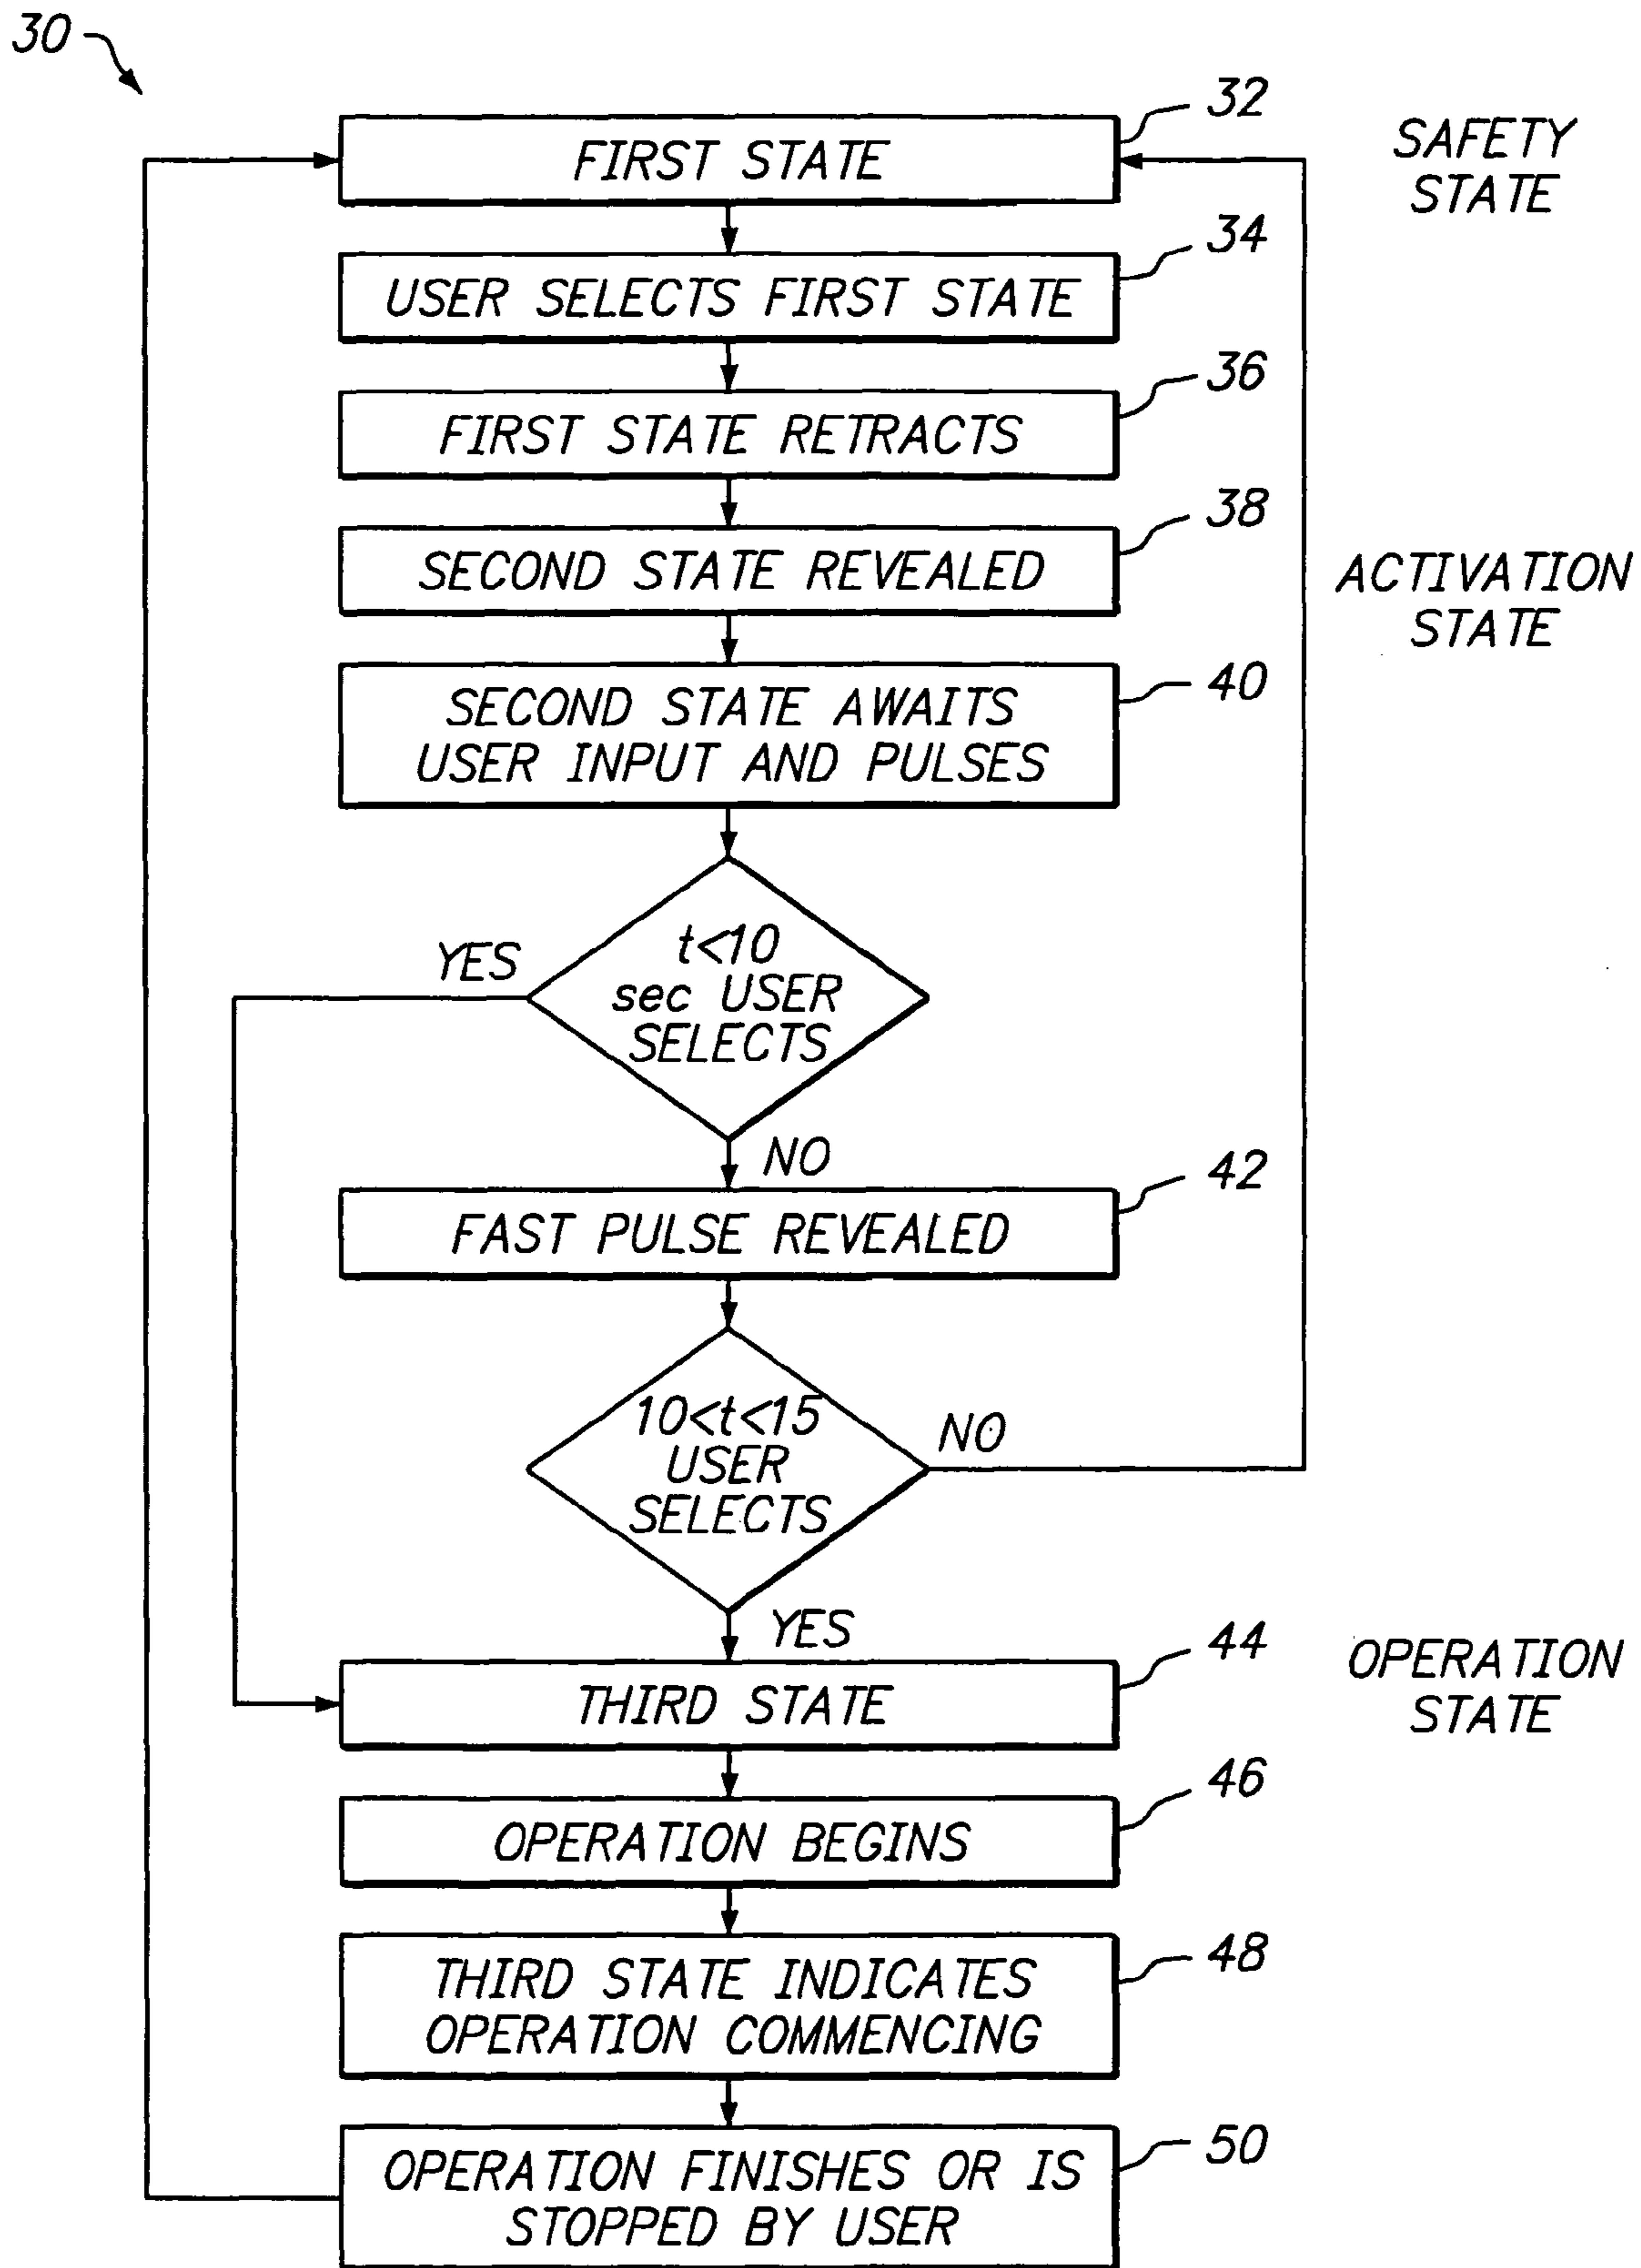 30
32
FIRST STATE
SAFETY
STATE
34
USER SELECTS FIRST STATE
36
FIRST STATE RETRACTS
38
SECOND STATE REVEALED
ACTIVATION
STATE
40
SECOND STATE AWAITS
USER INPUT AND PULSES
t<10
sec USER
SELECTS
YES
NO
42
FAST PULSE REVEALED
10<t<15
USER
SELECTS
NO
YES
44
THIRD STATE
OPERATION
STATE
46
OPERATION BEGINS
48
THIRD STATE INDICATES
OPERATION COMMENCING
50
OPERATION FINISHES OR IS
STOPPED BY USER